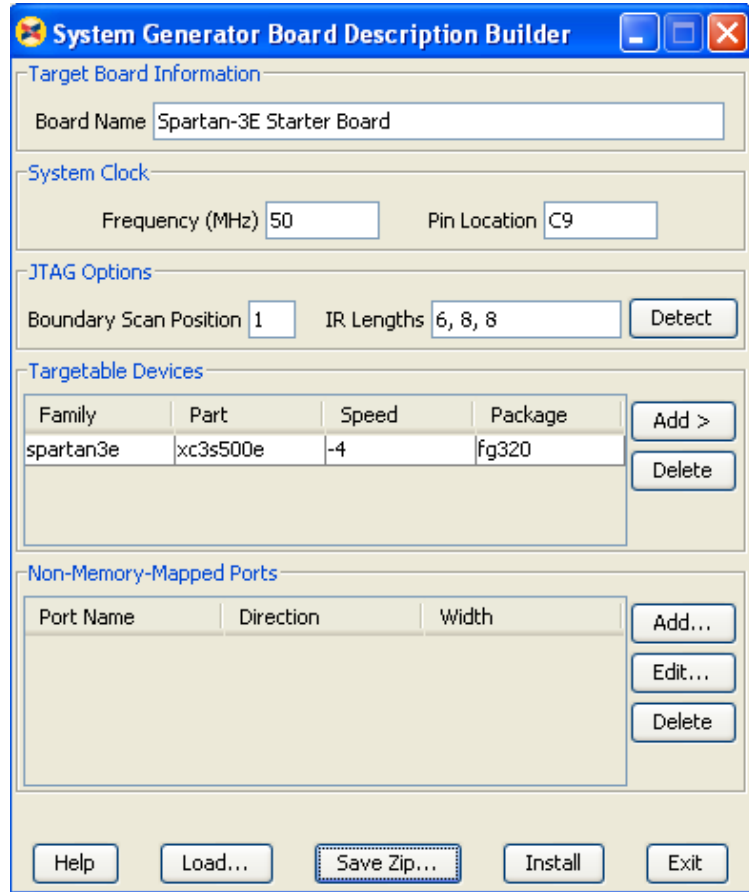 System Generator Board Description Builder
Target Board Information
Board Name Spartan-3E Starter Board
System Clock
Frequency (MHz) 50 Pin Location C9
JTAG Options
Boundary Scan Position 1 IR Lengths 6, 8, 8 Detect
Targetable Devices
Family Part Speed Package Add >
spartan3e xc3s500e -4 fg320
Delete
Non-Memory-Mapped Ports
Port Name Direction Width Add...
Edit...
Delete
Help Load... Save Zip... Install Exit